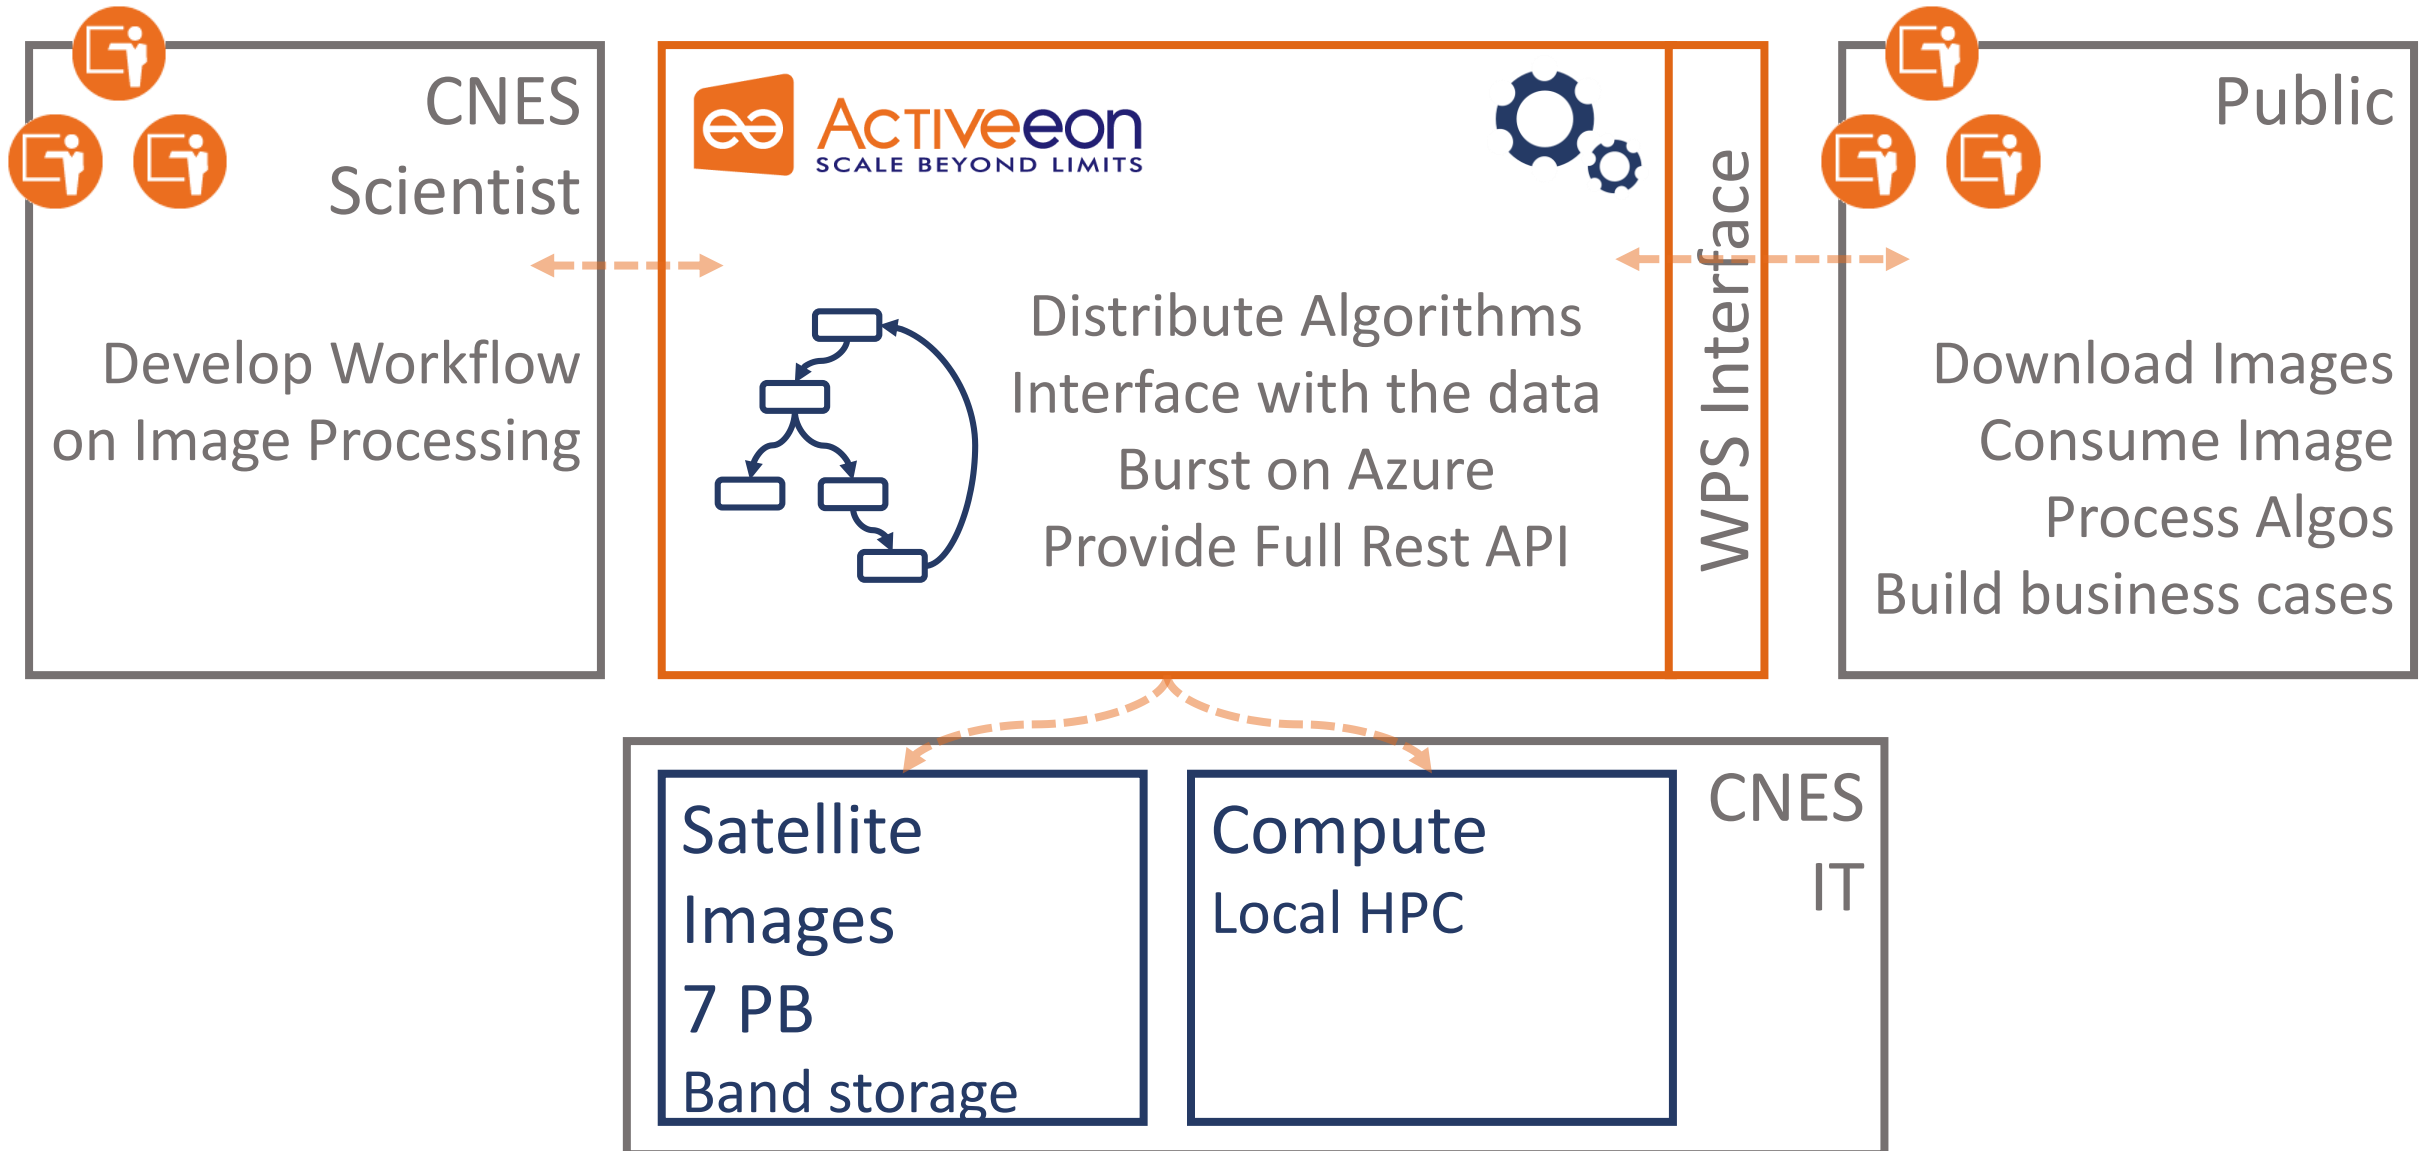 CNES
Scientist
Develop Workflow
on Image Processing
ACTIVeeon
SCALE BEYOND LIMITS
Distribute Algorithms
Interface with the data
Burst on Azure
Provide Full Rest API
WPS Interface
Public
Download Images
Consume Image
Process Algos
Build business cases
Satellite
Images
7 PB
Band storage
Compute
Local HPC
CNES
IT